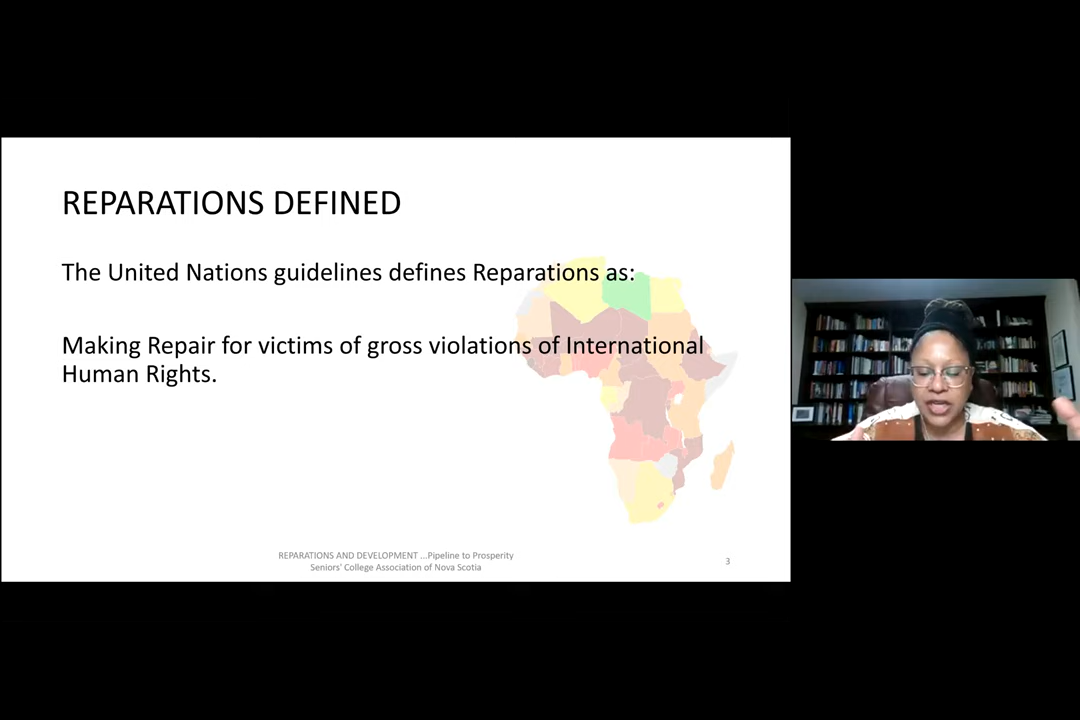 REPARATIONS DEFINED
The United Nations guidelines defines Reparations as:
Making Repair for victims of gross violations of International
Human Rights.
REPARATIONS AND DEVELOPMENT ...Pipeline to Prosperity
Seniors' College Association of Nova Scotia
3